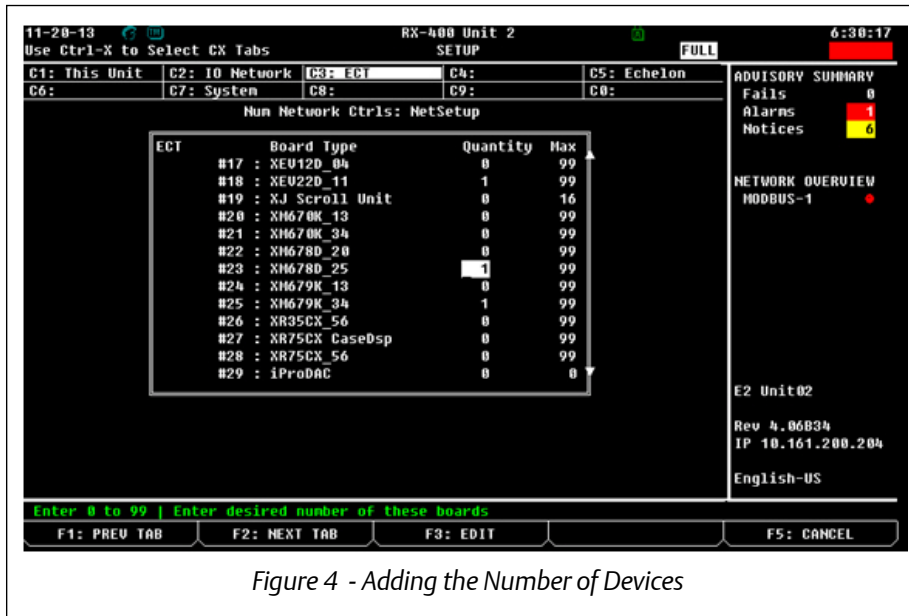 11-20-13 RX-400 Unit 2 6:30:17
Use Ctrl-X to Select CX Tabs SETUP FULL
C1: This Unit C2: IO Network C3: ECT C4: C5: Echelon
C6: C7: System C8: C9: C0:
Num Network Ctrls: NetSetup
ECT Board Type Quantity Max
#17 : XEV12D_04 0 99
#18 : XEV22D_11 1 99
#19 : XJ Scroll Unit 0 16
#20 : XM670K_13 0 99
#21 : XM670K_34 0 99
#22 : XM678D_20 0 99
#23 : XM678D_25 1 99
#24 : XM679K_13 0 99
#25 : XM679K_34 1 99
#26 : XR35CX_56 0 99
#27 : XR75CX CaseDsp 0 99
#28 : XR75CX_56 0 99
#29 : iProDAC 0 0
ADVISORY SUMMARY
Fails 0
Alarms 1
Notices 6
NETWORK OVERVIEW
MODBUS-1
E2 Unit02
Rev 4.06B34
IP 10.161.200.204
English-US
Enter 0 to 99 | Enter desired number of these boards
F1: PREV TAB F2: NEXT TAB F3: EDIT F5: CANCEL
Figure 4 - Adding the Number of Devices